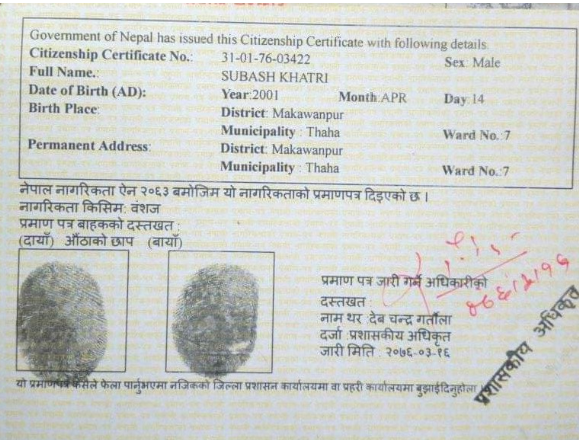 Government of Nepal has issued this Citizenship Certificate with following details.
Citizenship Certificate No.: 31-01-76-03422 Sex: Male
Full Name.: SUBASH KHATRI
Date of Birth (AD): Year:2001 Month:APR Day:14
Birth Place: District: Makawanpur
Municipality : Thaha Ward No.:7
Permanent Address: District: Makawanpur
Municipality : Thaha Ward No.:7
नेपाल नागरिकता ऐन २०६३ बमोजिम यो नागरिकताको प्रमाणपत्र दिइएको छ ।
नागरिकता किसिम: वंशज
प्रमाण पत्र बाहकको दस्तखत :
(दायाँ) औंठाको छाप (बायाँ)
प्रमाण पत्र जारी गर्ने अधिकारीको
दस्तखत :
नाम थर : देब चन्द्र गर्तौला
दर्जा :प्रशासकीय अधिकृत
जारी मिति : २०७६-०३-१६
प्रशासकीय अधिकृत
यो प्रमाणपत्र कसैले फेला पार्नुभएमा नजिकको जिल्ला प्रशासन कार्यालयमा वा प्रहरी कार्यालयमा बुझाईदिनुहोला